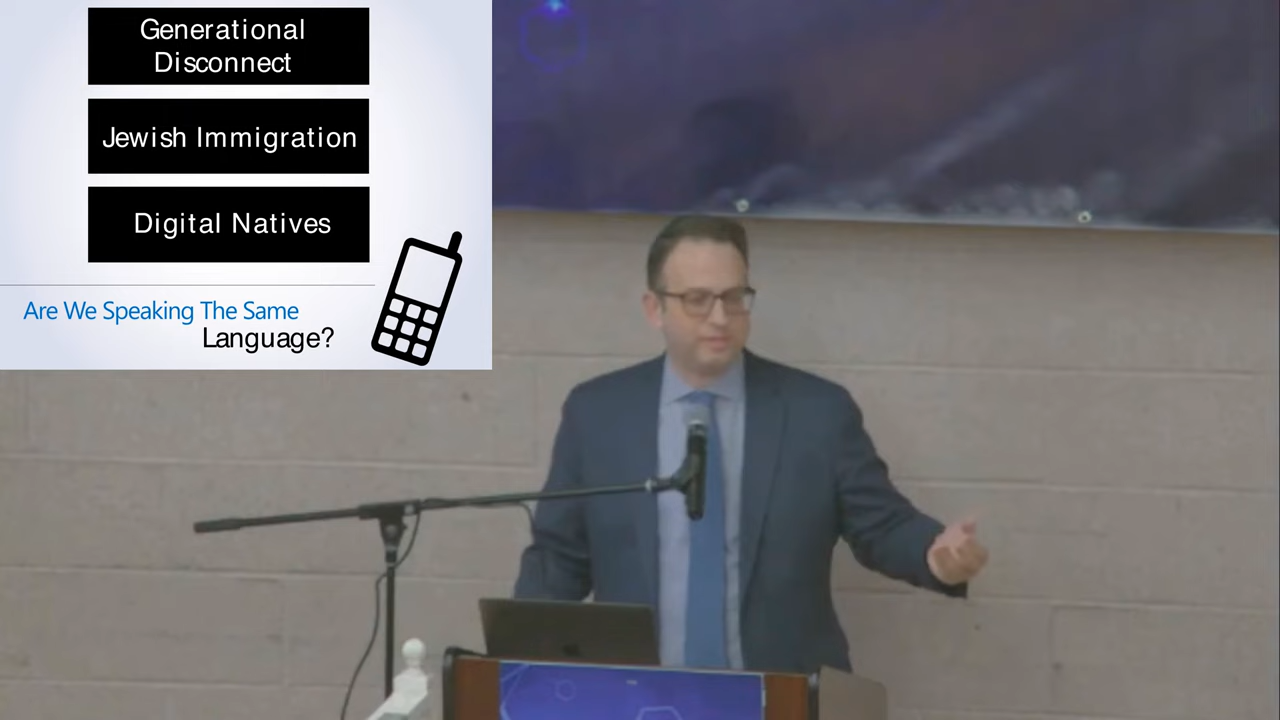 Generational
Disconnect
Jewish Immigration
Digital Natives
Are We Speaking The Same
Language?